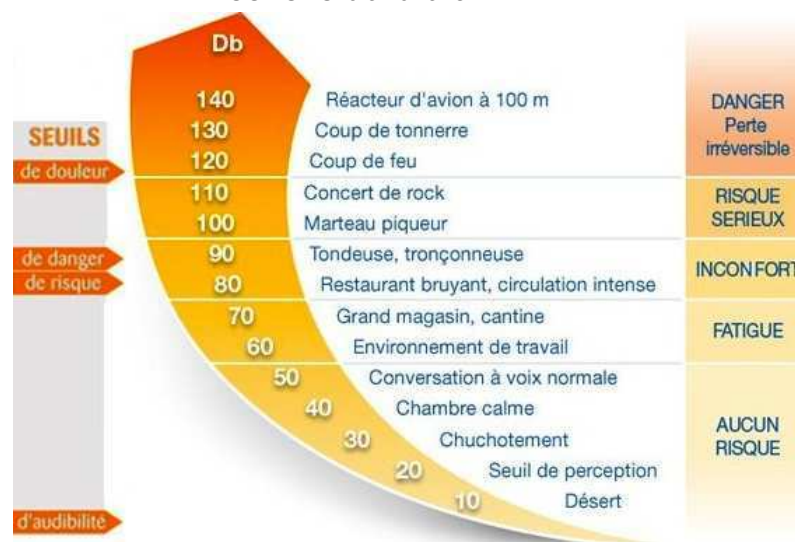 Db
140 Réacteur d'avion à 100 m
130 Coup de tonnerre
120 Coup de feu
110 Concert de rock
100 Marteau piqueur
90 Tondeuse, tronçonneuse
80 Restaurant bruyant, circulation intense
70 Grand magasin, cantine
60 Environnement de travail
50 Conversation à voix normale
40 Chambre calme
30 Chuchotement
20 Seuil de perception
10 Désert
SEUILS
de douleur
de danger
de risque
d'audibilité
DANGER
Perte
irréversible
RISQUE
SERIEUX
INCONFORT
FATIGUE
AUCUN
RISQUE